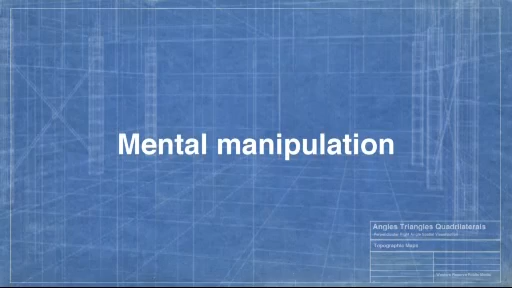 Mental manipulation
Angles Triangles Quadrilaterals
Topographic Maps